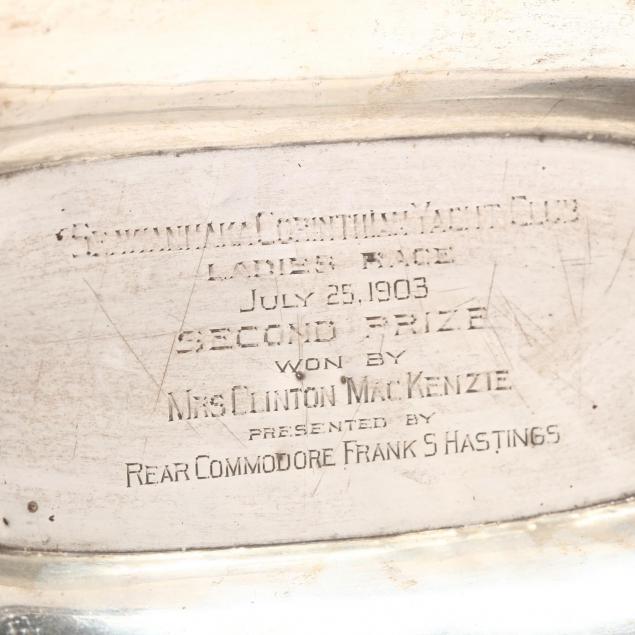 SEAWANHAKA CORINTHIAN YACHT CLUB
LADIES RACE
JULY 25, 1903
SECOND PRIZE
WON BY
MRS CLINTON MACKENZIE
PRESENTED BY
REAR COMMODORE FRANK S HASTINGS